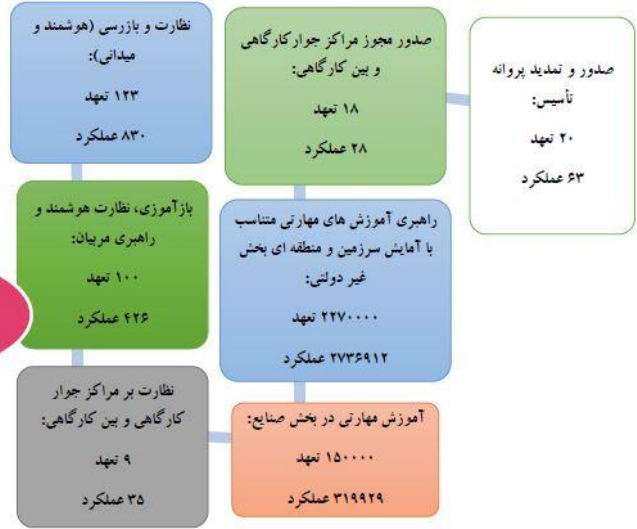 صدور و تمدید پروانه
تأسیس:
۲۰ تعهد
۶۳ عملکرد
صدور مجوز مراکز جوارکارگاهی
و بین کارگاهی:
۱۸ تعهد
۲۸ عملکرد
راهبری آموزش های مهارتی متناسب
با آمایش سرزمین و منطقه ای بخش
غیر دولتی:
۲۲۷۰۰۰۰ تعهد
۲۷۳۶۹۱۲ عملکرد
آموزش مهارتی در بخش صنایع:
۱۵۰۰۰۰ تعهد
۳۱۹۹۲۹ عملکرد
نظارت بر مراکز جوار
کارگاهی و بین کارگاهی:
۹ تعهد
۳۵ عملکرد
بازآموزی، نظارت هوشمند و
راهبری مربیان:
۱۰۰ تعهد
۴۲۶ عملکرد
نظارت و بازرسی (هوشمند و
میدانی):
۱۲۳ تعهد
۸۳۰ عملکرد